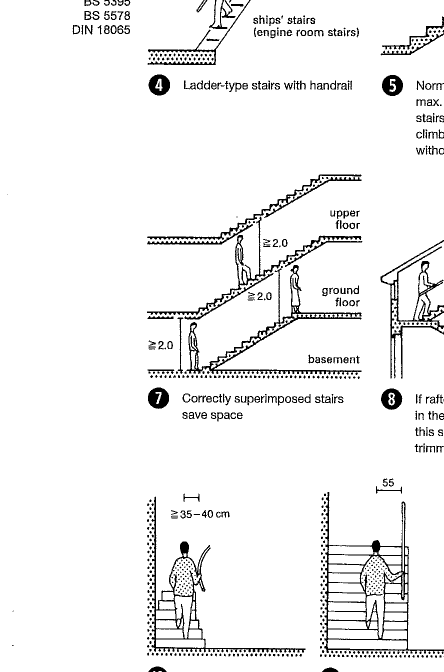 BS 5395
BS 5578
DIN 18065
ships' stairs
(engine room stairs)
4 Ladder-type stairs with handrail
5 Norm
max.
stairs
climb
witho
upper
floor
≧2.0
≧2.0
ground
floor
≧2.0
basement
7 Correctly superimposed stairs
save space
8 If raft
in the
this s
trimm
≧35–40 cm
55